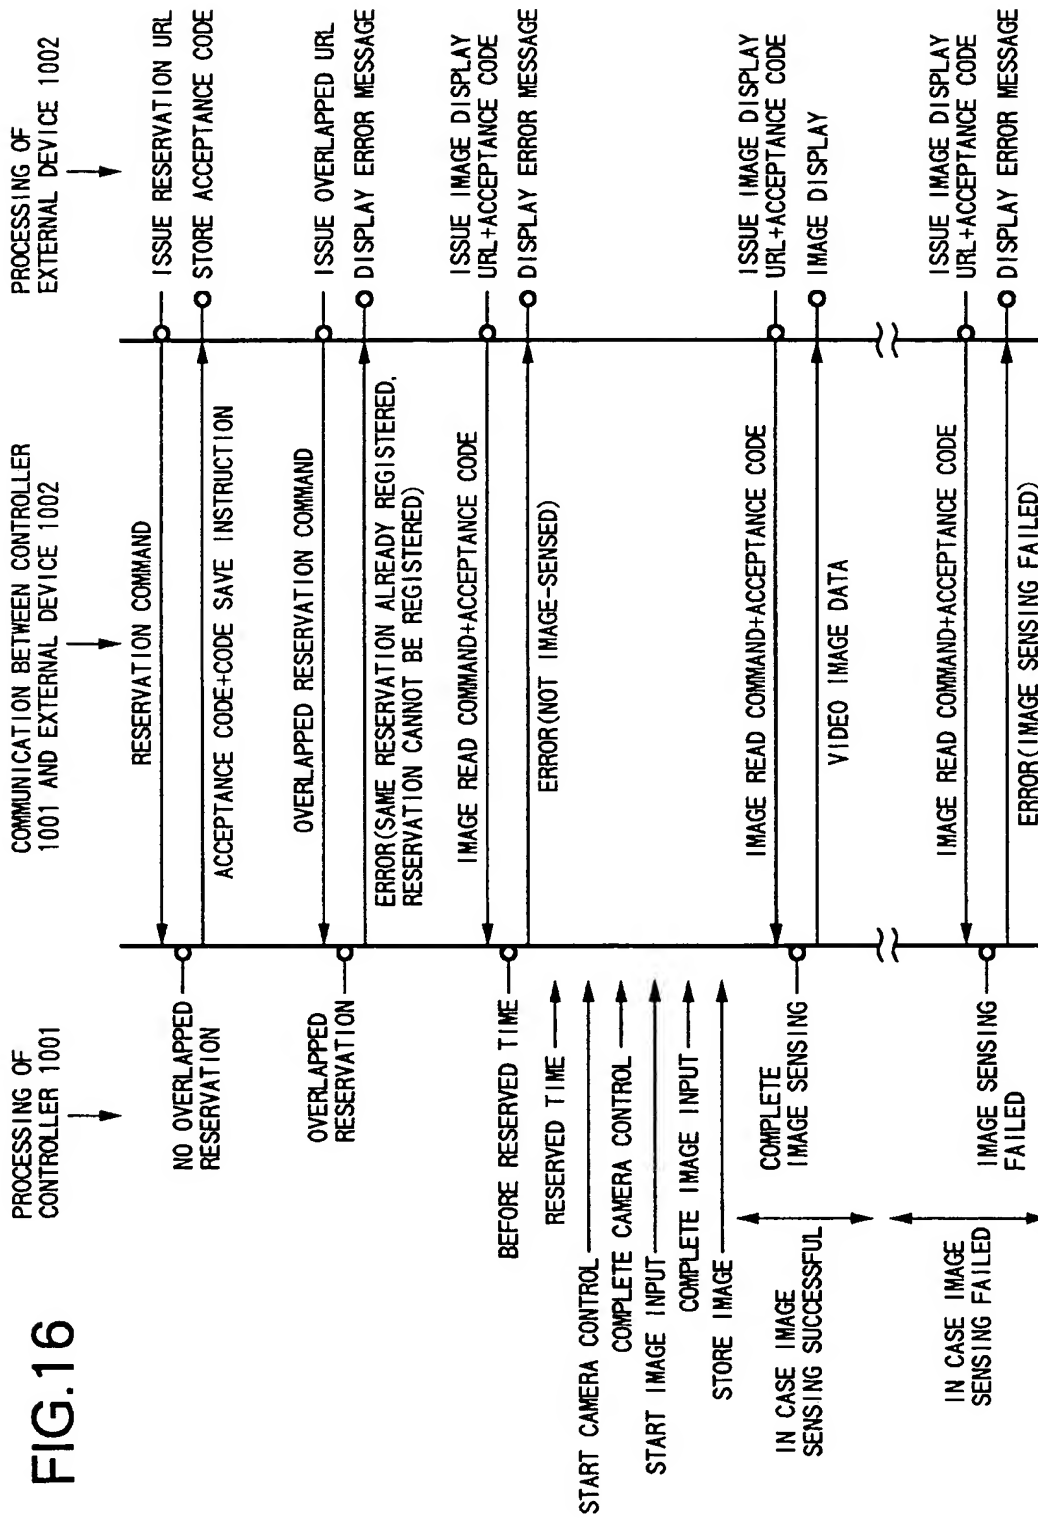 FIG.16
PROCESSING OF
CONTROLLER 1001
COMMUNICATION BETWEEN CONTROLLER
1001 AND EXTERNAL DEVICE 1002
PROCESSING OF
EXTERNAL DEVICE 1002
NO OVERLAPPED
RESERVATION
RESERVATION COMMAND
ISSUE RESERVATION URL
ACCEPTANCE CODE+CODE SAVE INSTRUCTION
STORE ACCEPTANCE CODE
OVERLAPPED
RESERVATION
OVERLAPPED RESERVATION COMMAND
ISSUE OVERLAPPED URL
ERROR(SAME RESERVATION ALREADY REGISTERED,
RESERVATION CANNOT BE REGISTERED)
DISPLAY ERROR MESSAGE
BEFORE RESERVED TIME
IMAGE READ COMMAND+ACCEPTANCE CODE
ISSUE IMAGE DISPLAY
URL+ACCEPTANCE CODE
ERROR(NOT IMAGE-SENSED)
DISPLAY ERROR MESSAGE
RESERVED TIME
START CAMERA CONTROL
COMPLETE CAMERA CONTROL
START IMAGE INPUT
COMPLETE IMAGE INPUT
STORE IMAGE
IN CASE IMAGE
SENSING SUCCESSFUL
COMPLETE
IMAGE SENSING
IMAGE READ COMMAND+ACCEPTANCE CODE
ISSUE IMAGE DISPLAY
URL+ACCEPTANCE CODE
VIDEO IMAGE DATA
IMAGE DISPLAY
IN CASE IMAGE
SENSING FAILED
IMAGE SENSING
FAILED
IMAGE READ COMMAND+ACCEPTANCE CODE
ISSUE IMAGE DISPLAY
URL+ACCEPTANCE CODE
ERROR(IMAGE SENSING FAILED)
DISPLAY ERROR MESSAGE